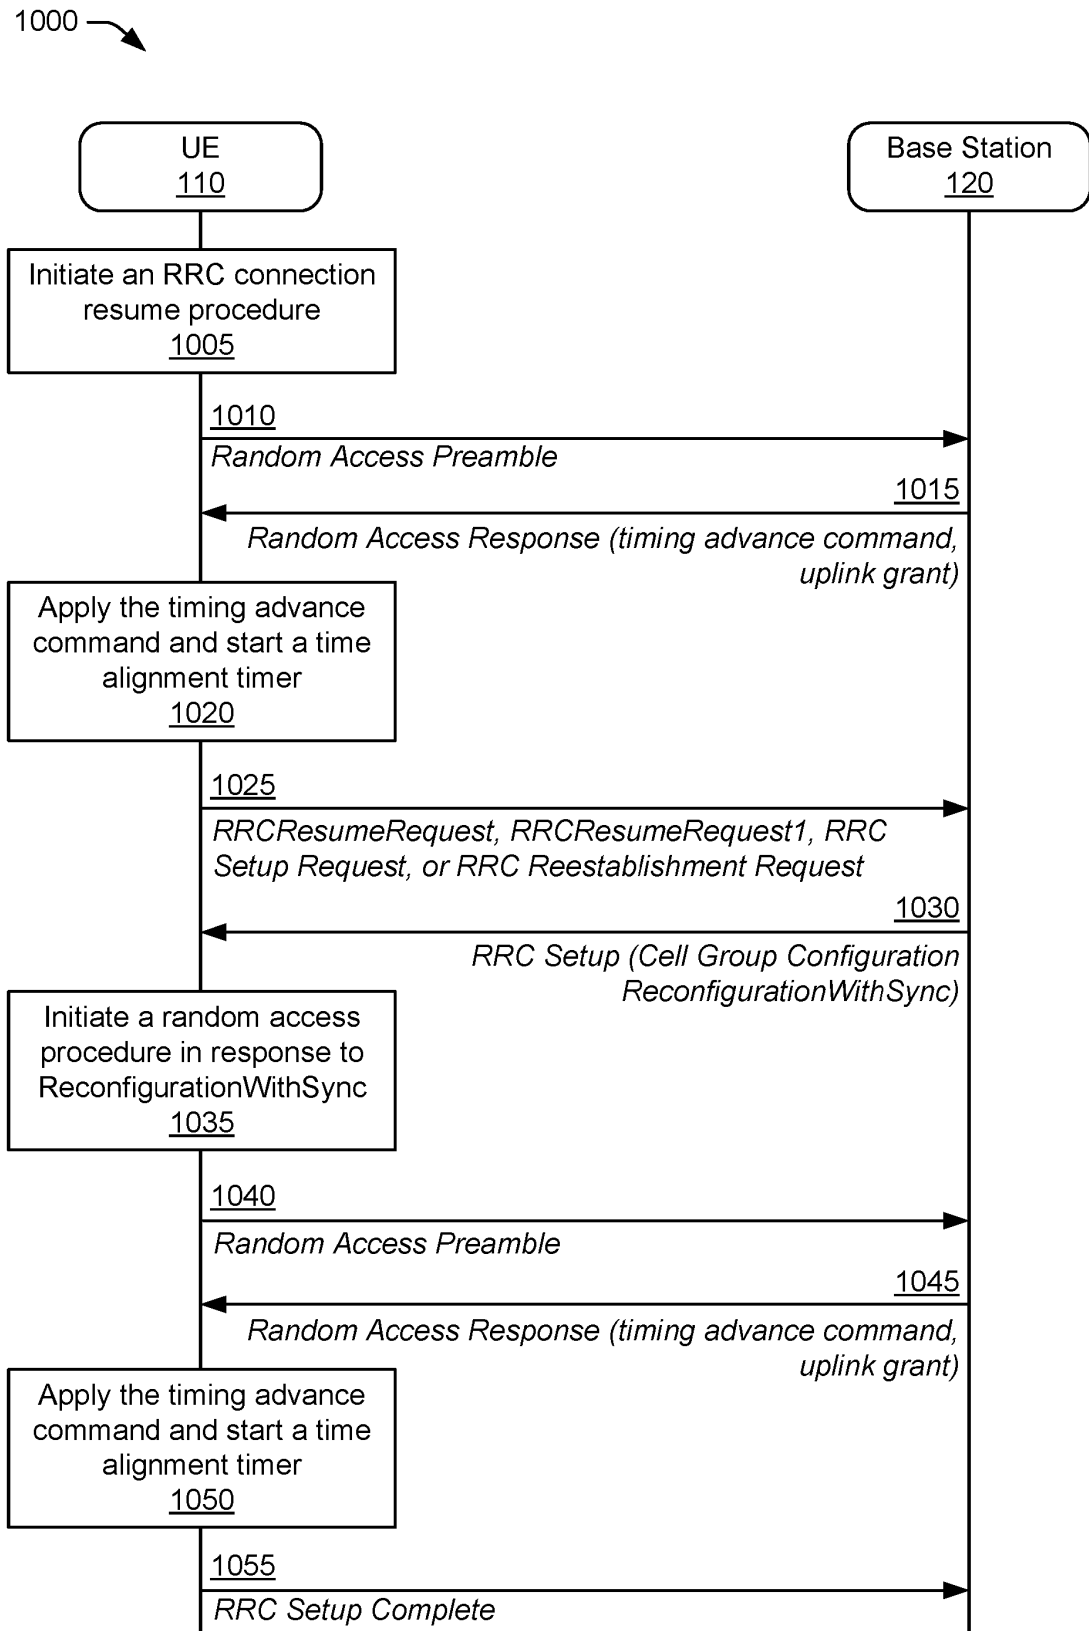 1000
UE
110
Base Station
120
Initiate an RRC connection
resume procedure
1005
1010
Random Access Preamble
1015
Random Access Response (timing advance command,
uplink grant)
Apply the timing advance
command and start a time
alignment timer
1020
1025
RRCResumeRequest, RRCResumeRequest1, RRC
Setup Request, or RRC Reestablishment Request
1030
RRC Setup (Cell Group Configuration
ReconfigurationWithSync)
Initiate a random access
procedure in response to
ReconfigurationWithSync
1035
1040
Random Access Preamble
1045
Random Access Response (timing advance command,
uplink grant)
Apply the timing advance
command and start a time
alignment timer
1050
1055
RRC Setup Complete